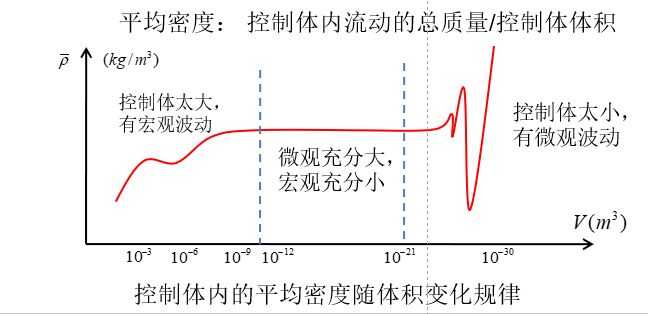 平均密度： 控制体内流动的总质量/控制体体积
ρ̄ (kg/m³)
控制体太大，
有宏观波动
微观充分大，
宏观充分小
控制体太小，
有微观波动
V(m³)
10⁻³ 10⁻⁶ 10⁻⁹ 10⁻¹² 10⁻²¹ 10⁻³⁰
控制体内的平均密度随体积变化规律